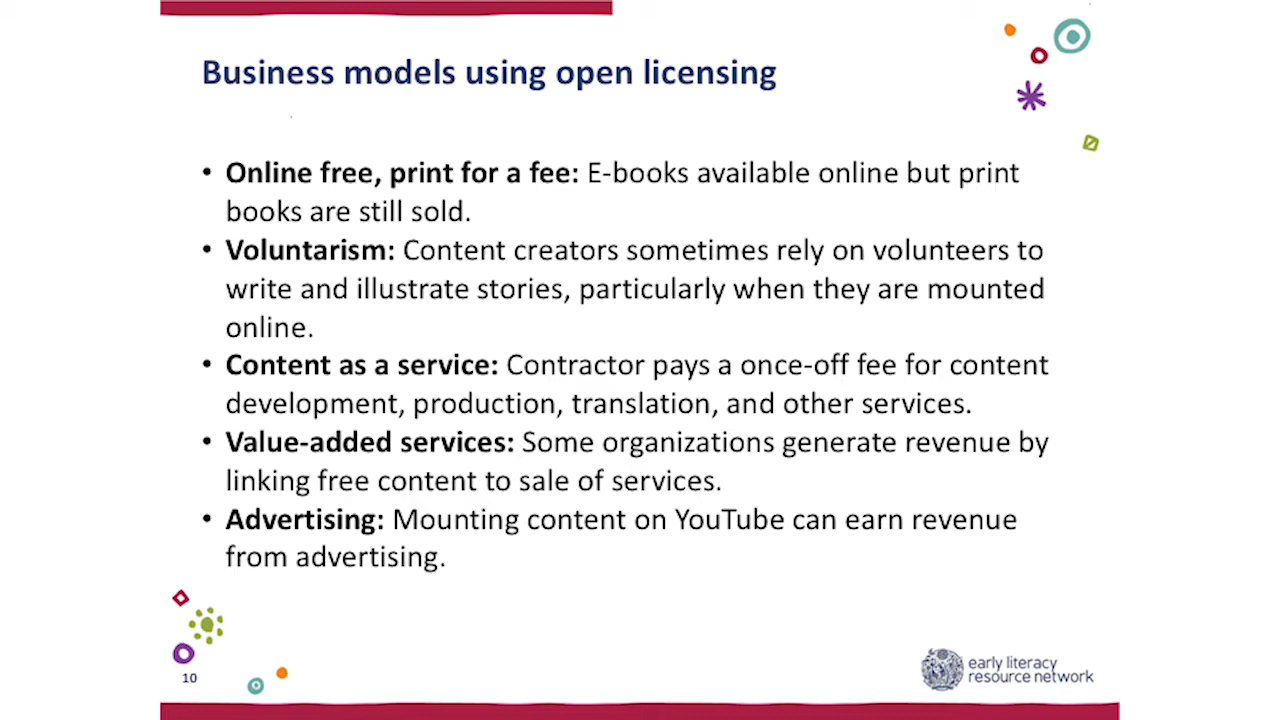 Business models using open licensing
• Online free, print for a fee: E-books available online but print
books are still sold.
• Voluntarism: Content creators sometimes rely on volunteers to
write and illustrate stories, particularly when they are mounted
online.
• Content as a service: Contractor pays a once-off fee for content
development, production, translation, and other services.
• Value-added services: Some organizations generate revenue by
linking free content to sale of services.
• Advertising: Mounting content on YouTube can earn revenue
from advertising.
10
early literacy
resource network